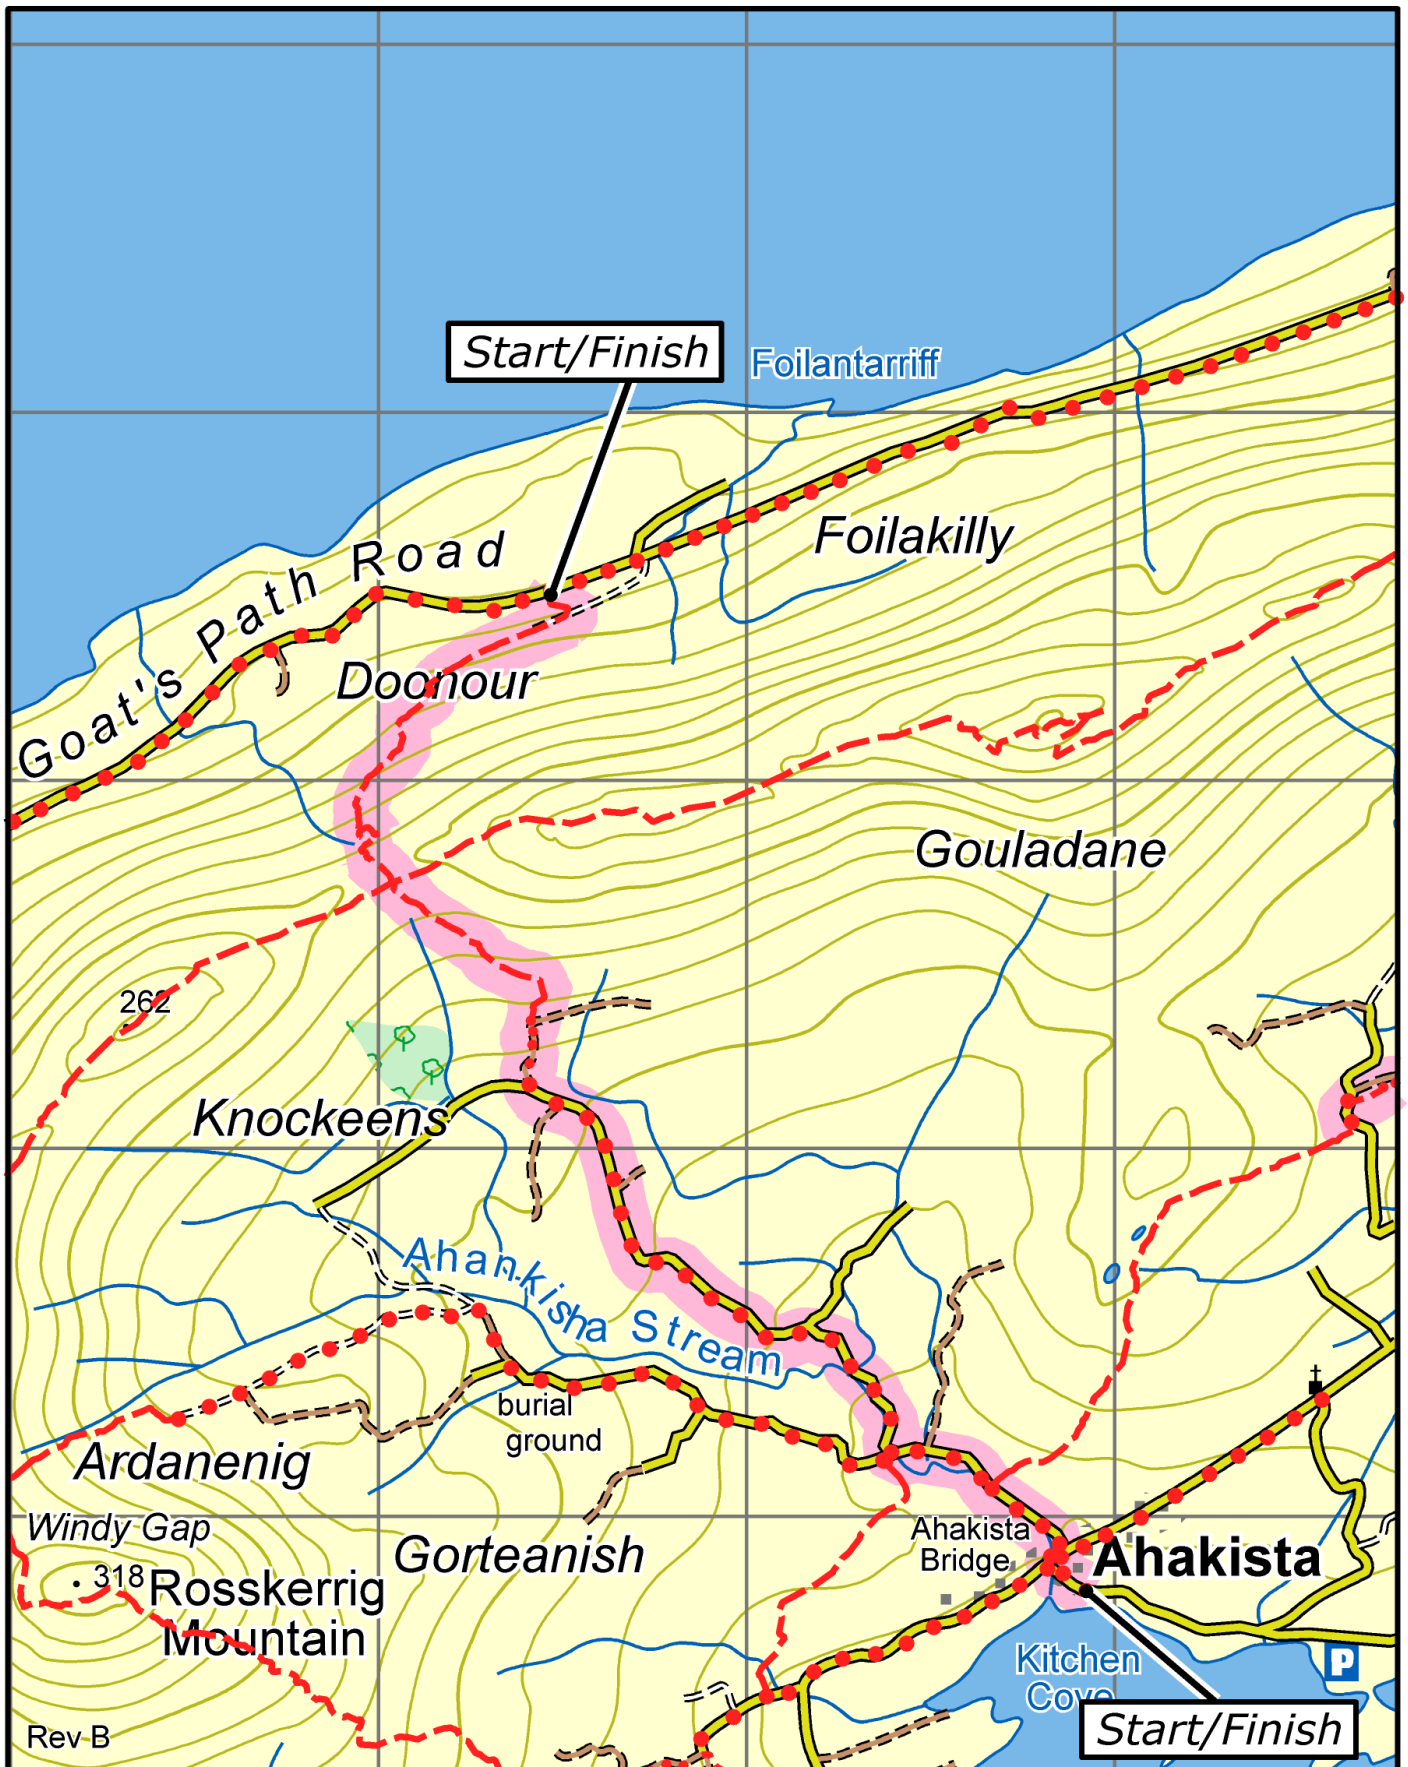 Start/Finish
Foilantarriff
Foilakilly
Goat's Path Road
Doonour
Gouladane
262
Knockeens
Ahankisha Stream
burial
ground
Ardanenig
Windy Gap
Gorteanish
Ahakista
Bridge
Ahakista
318
Rosskerrig
Mountain
Kitchen
Cove
P
Start/Finish
Rev B